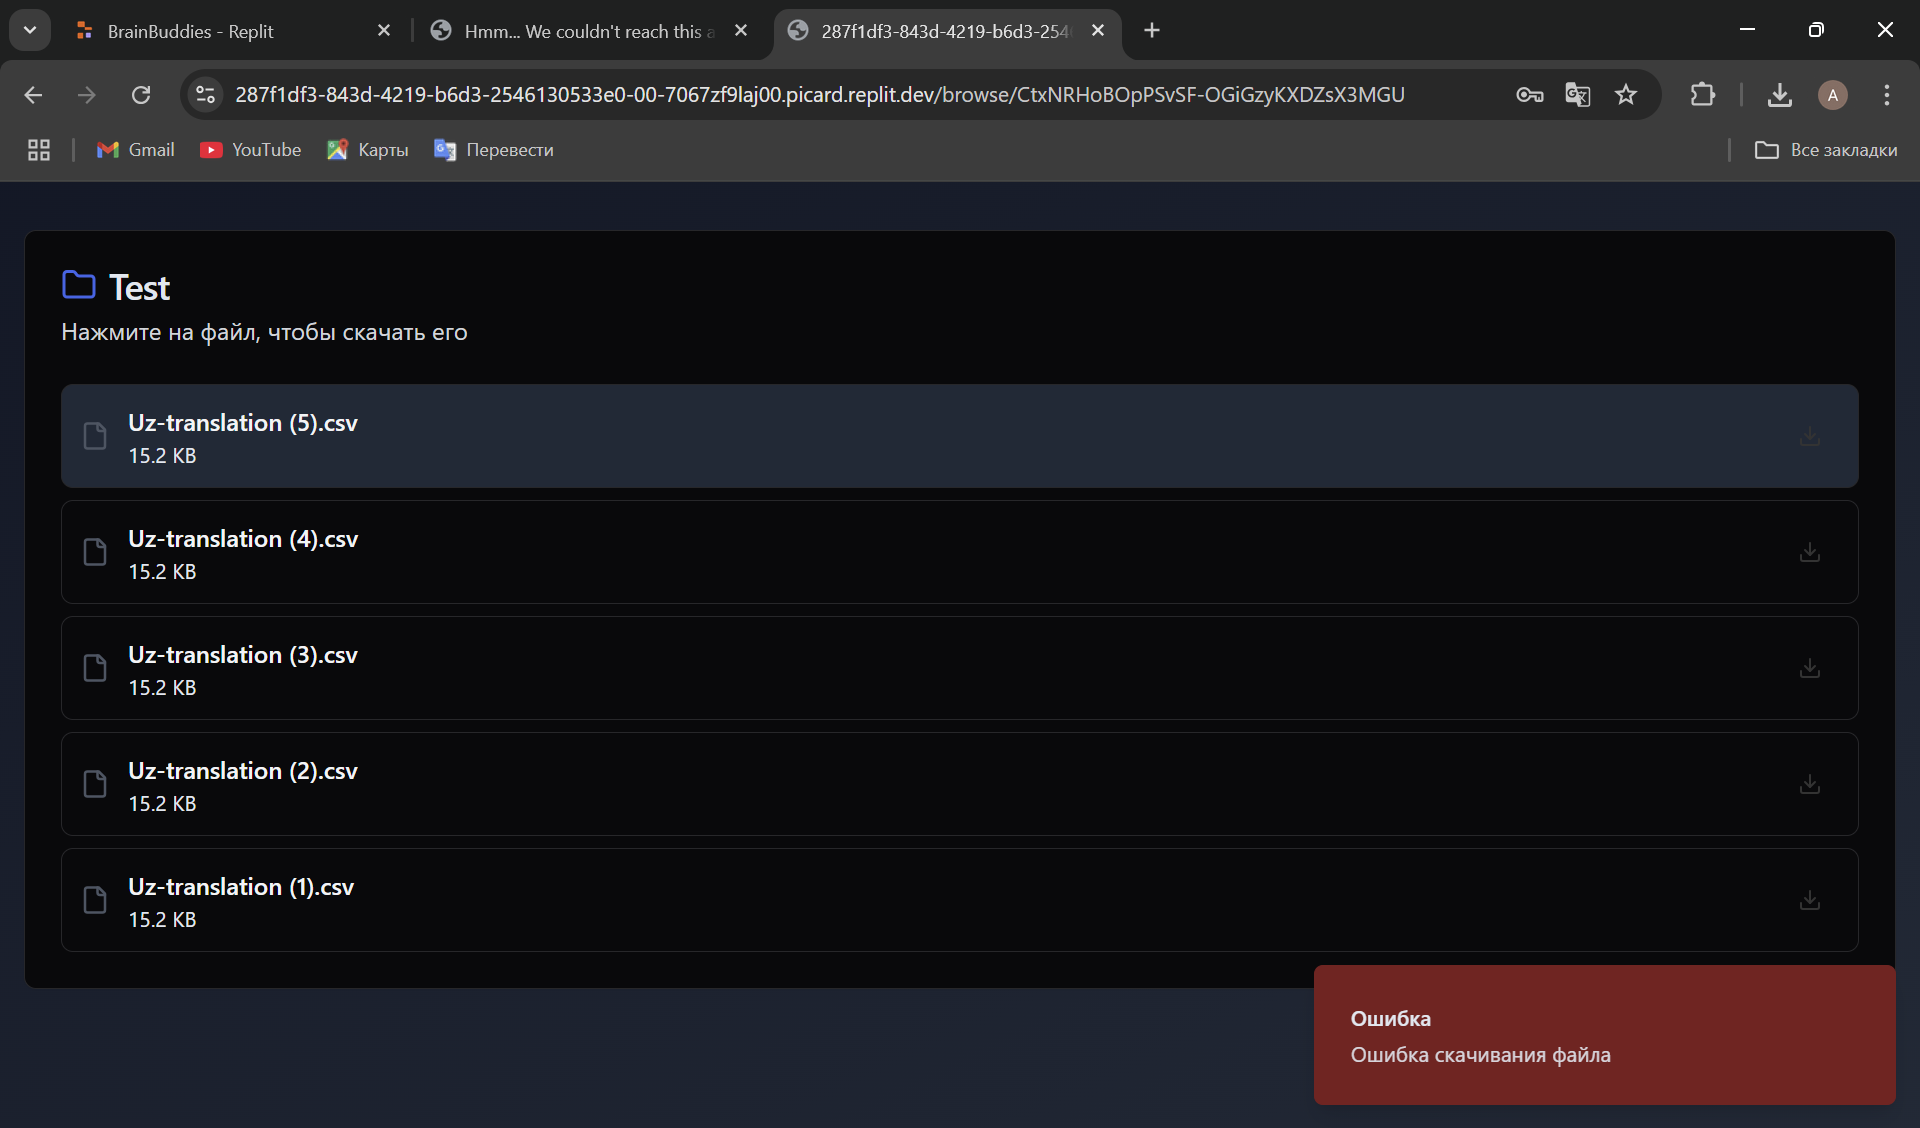 BrainBuddies - Replit
Hmm... We couldn't reach this a
287f1df3-843d-4219-b6d3-254
287f1df3-843d-4219-b6d3-2546130533e0-00-7067zf9laj00.picard.replit.dev/browse/CtxNRHoBOpPSvSF-OGiGzyKXDZsX3MGU
A
Gmail
YouTube
Карты
Перевести
Все закладки
Test
Нажмите на файл, чтобы скачать его
Uz-translation (5).csv
15.2 KB
Uz-translation (4).csv
15.2 KB
Uz-translation (3).csv
15.2 KB
Uz-translation (2).csv
15.2 KB
Uz-translation (1).csv
15.2 KB
Ошибка
Ошибка скачивания файла